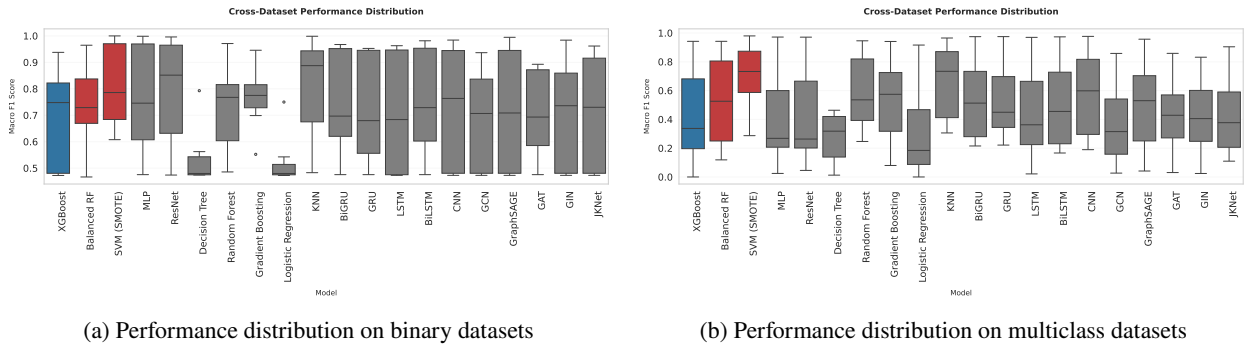 Cross-Dataset Performance Distribution
1.0
0.9
0.8
0.7
0.6
0.5
Macro F1 Score
XGBoost
Balanced RF
SVM (SMOTE)
MLP
ResNet
Decision Tree
Random Forest
Gradient Boosting
Logistic Regression
KNN
BiGRU
GRU
LSTM
BiLSTM
CNN
GCN
GraphSAGE
GAT
GIN
JKNet
Model
(a) Performance distribution on binary datasets
Cross-Dataset Performance Distribution
1.0
0.8
0.6
0.4
0.2
0.0
Macro F1 Score
XGBoost
Balanced RF
SVM (SMOTE)
MLP
ResNet
Decision Tree
Random Forest
Gradient Boosting
Logistic Regression
KNN
BiGRU
GRU
LSTM
BiLSTM
CNN
GCN
GraphSAGE
GAT
GIN
JKNet
Model
(b) Performance distribution on multiclass datasets